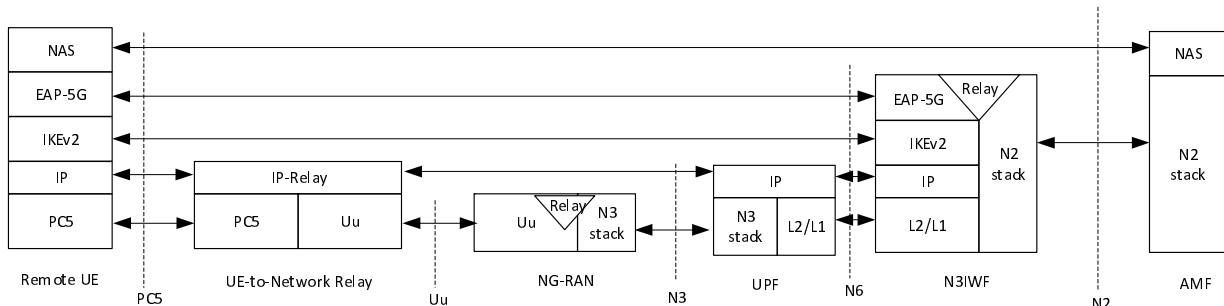 NAS
EAP-5G
IKEv2
IP
PC5
Remote UE
PC5
IP-Relay
PC5
Uu
UE-to-Network Relay
Uu
Uu
Relay
N3
stack
NG-RAN
N3
IP
N3
stack
L2/L1
UPF
N6
EAP-5G
Relay
IKEv2
IP
L2/L1
N2
stack
N3IWF
N2
NAS
N2
stack
AMF